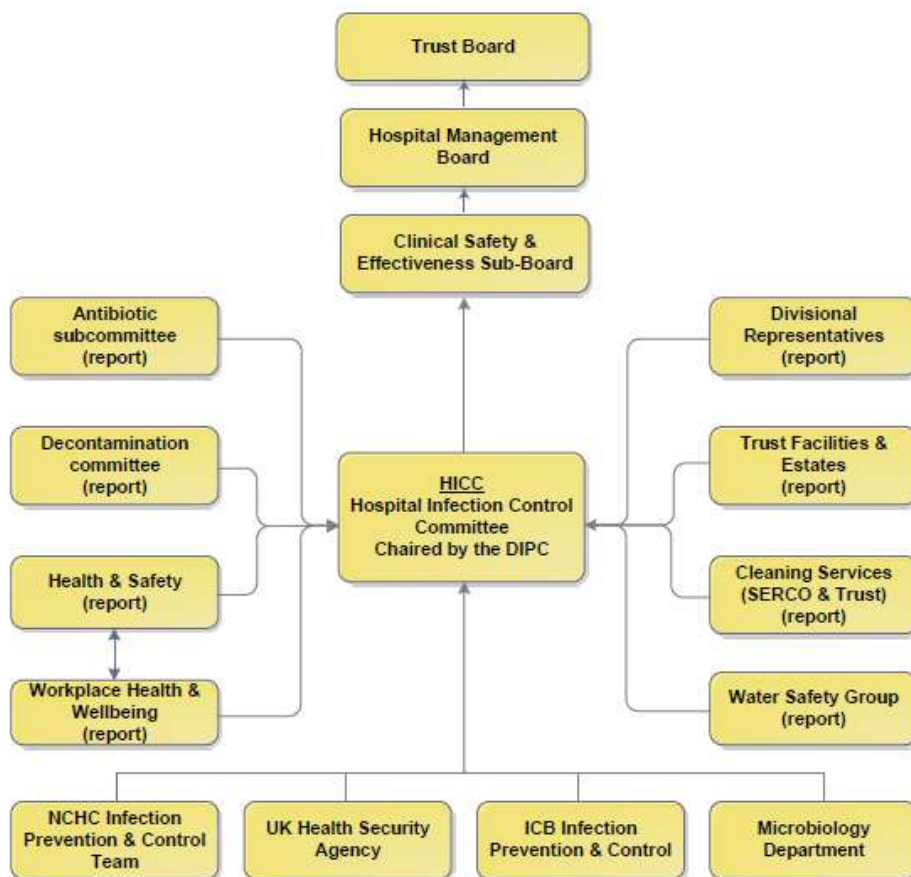 Trust Board
Hospital Management
Board
Clinical Safety &
Effectiveness Sub-Board
Antibiotic
subcommittee
(report)
Divisional
Representatives
(report)
Decontamination
committee
(report)
HICC
Hospital Infection Control
Committee
Chaired by the DIPC
Trust Facilities &
Estates
(report)
Health & Safety
(report)
Cleaning Services
(SERCO & Trust)
(report)
Workplace Health &
Wellbeing
(report)
Water Safety Group
(report)
NCHC Infection
Prevention & Control
Team
UK Health Security
Agency
ICB Infection
Prevention & Control
Microbiology
Department